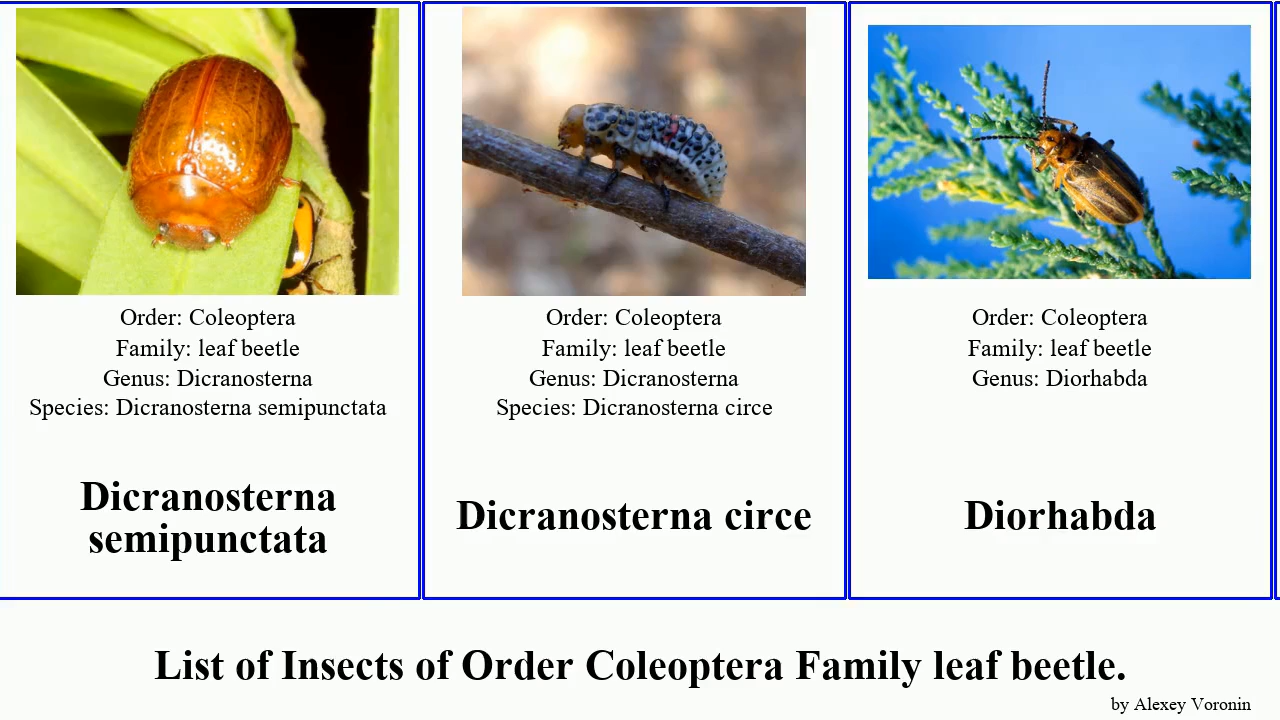 Order: Coleoptera
Family: leaf beetle
Genus: Dicranosterna
Species: Dicranosterna semipunctata
Dicranosterna
semipunctata
Order: Coleoptera
Family: leaf beetle
Genus: Dicranosterna
Species: Dicranosterna circe
Dicranosterna circe
Order: Coleoptera
Family: leaf beetle
Genus: Diorhabda
Diorhabda
List of Insects of Order Coleoptera Family leaf beetle.
by Alexey Voronin